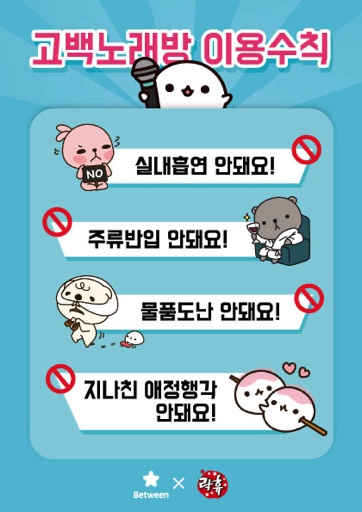 고백노래방 이용수칙
NO
실내흡연 안돼요!
주류반입 안돼요!
물품도난 안돼요!
지나친 애정행각
안돼요!
Between
락휴